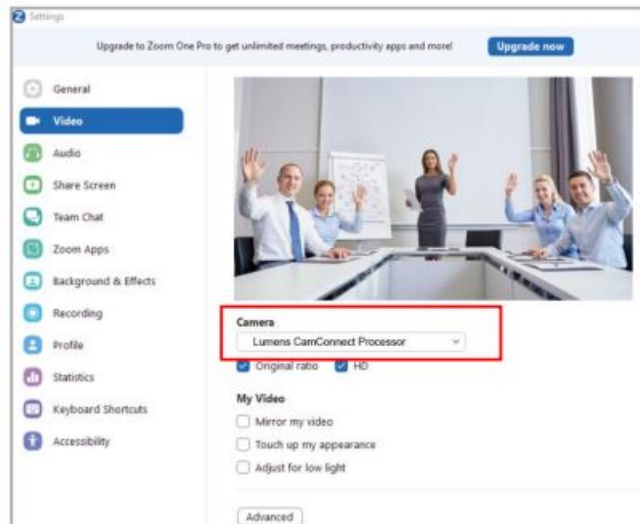 Settings
Upgrade to Zoom One Pro to get unlimited meetings, productivity apps and more! Upgrade now
General
Video
Audio
Share Screen
Team Chat
Zoom Apps
Background & Effects
Recording
Profile
Statistics
Keyboard Shortcuts
Accessibility
Camera
Lumens CamConnect Processor
Original ratio HD
My Video
Mirror my video
Touch up my appearance
Adjust for low light
Advanced